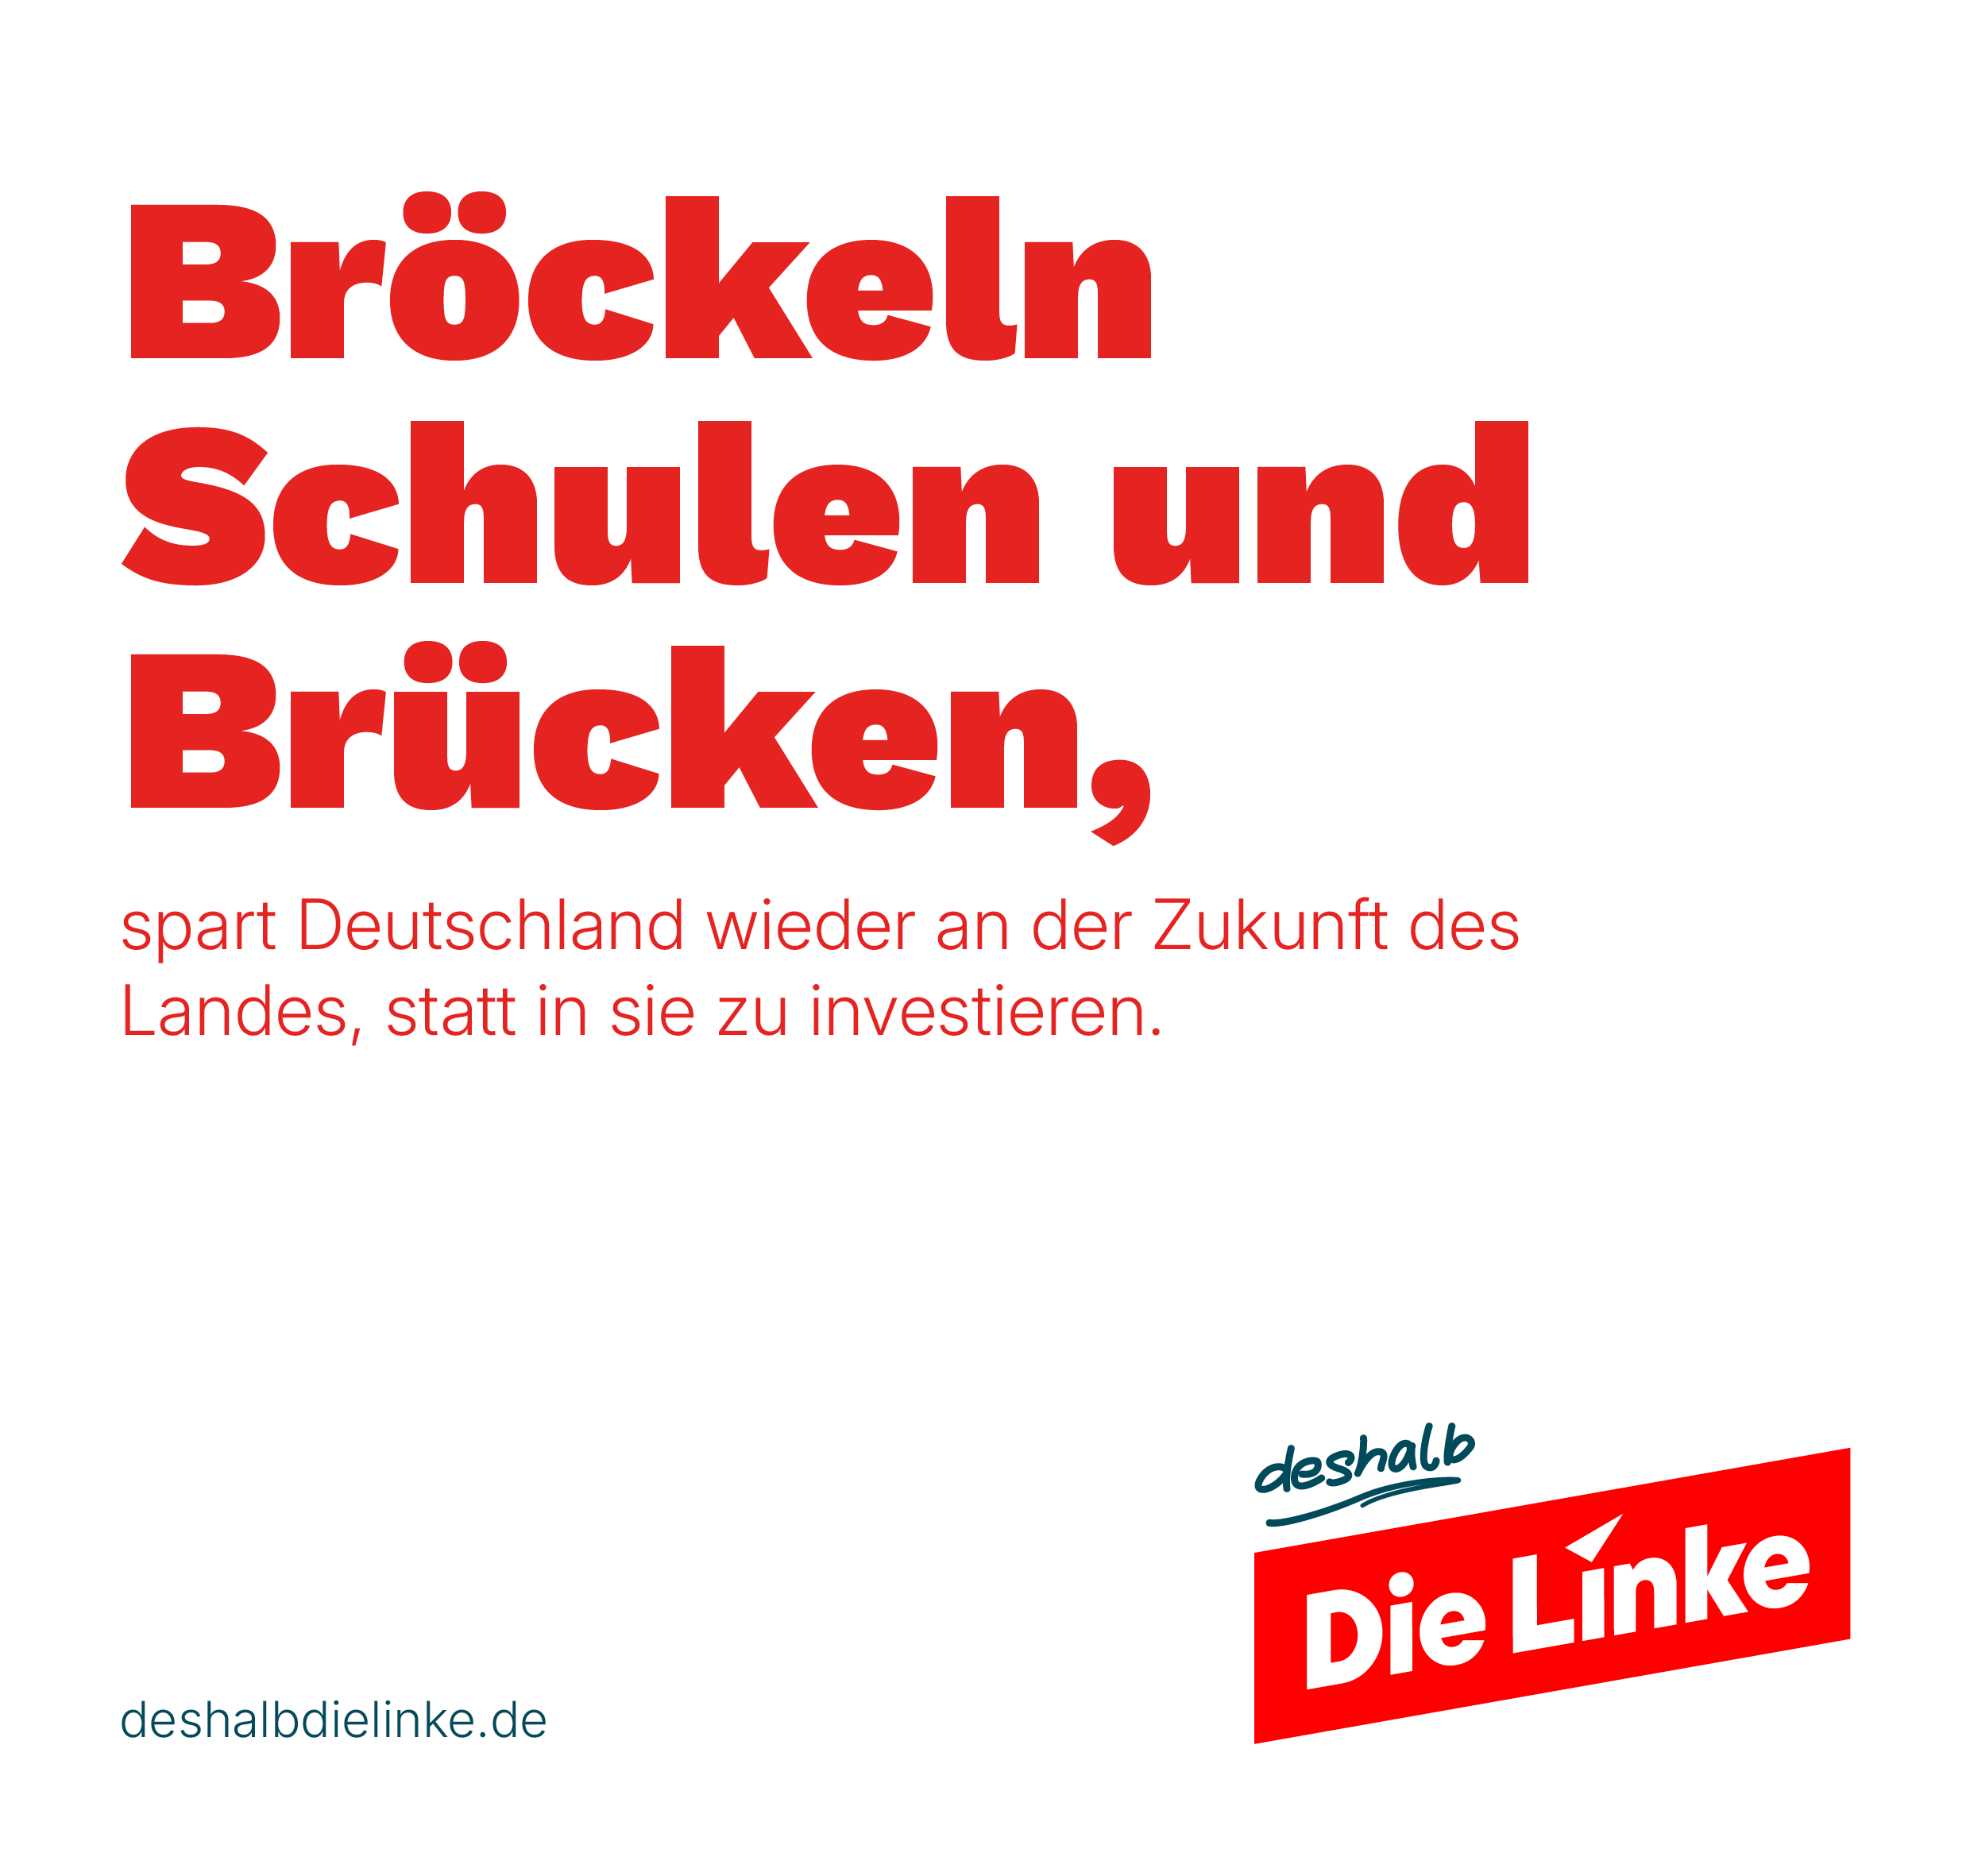 Bröckeln
Schulen und
Brücken,
spart Deutschland wieder an der Zukunft des
Landes, statt in sie zu investieren.
deshalb
Die Linke
deshalbdielinke.de